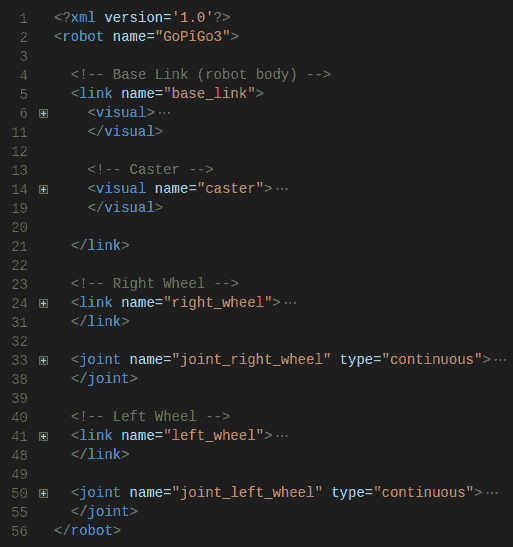 1 <?xml version='1.0'?>
2 <robot name="GoPiGo3">
3
4 <!-- Base Link (robot body) -->
5 <link name="base_link">
6 <visual>···
11 </visual>
12
13 <!-- Caster -->
14 <visual name="caster">···
19 </visual>
20
21 </link>
22
23 <!-- Right Wheel -->
24 <link name="right_wheel">···
31 </link>
32
33 <joint name="joint_right_wheel" type="continuous">···
38 </joint>
39
40 <!-- Left Wheel -->
41 <link name="left_wheel">···
48 </link>
49
50 <joint name="joint_left_wheel" type="continuous">···
55 </joint>
56 </robot>